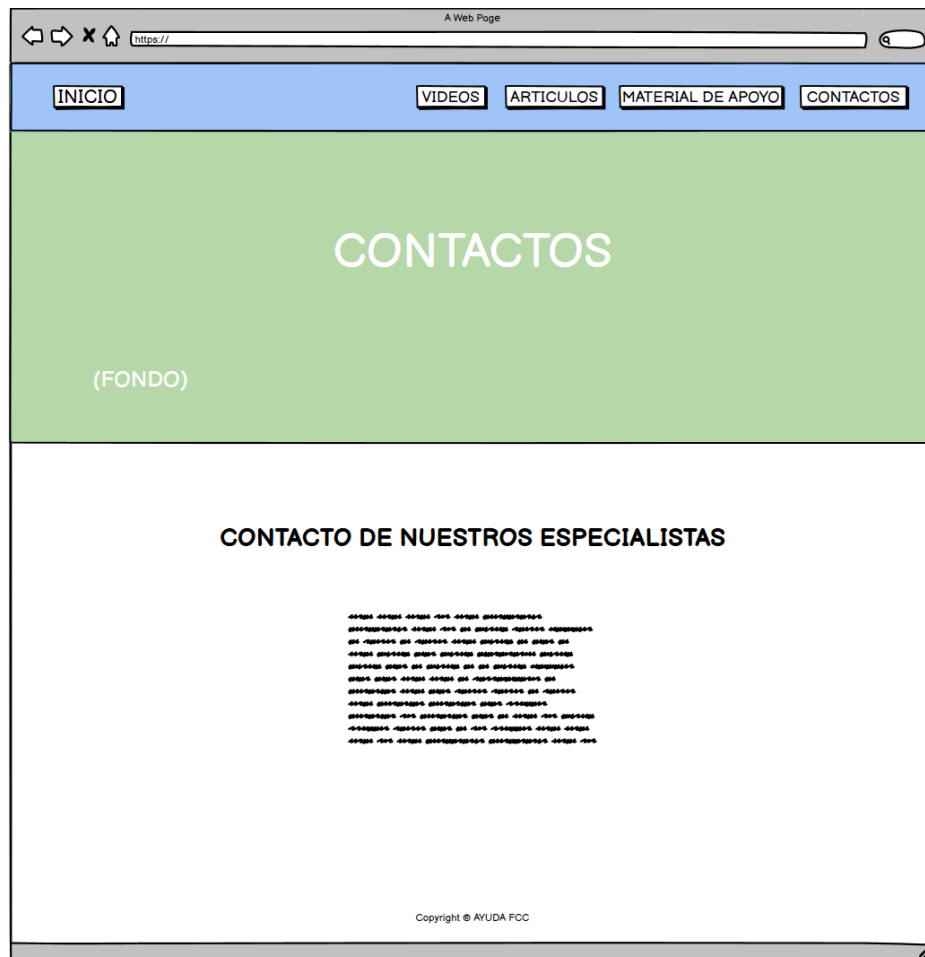 A Web Page
https://
INICIO
VIDEOS
ARTICULOS
MATERIAL DE APOYO
CONTACTOS
CONTACTOS
(FONDO)
CONTACTO DE NUESTROS ESPECIALISTAS
Copyright © AYUDA FCC